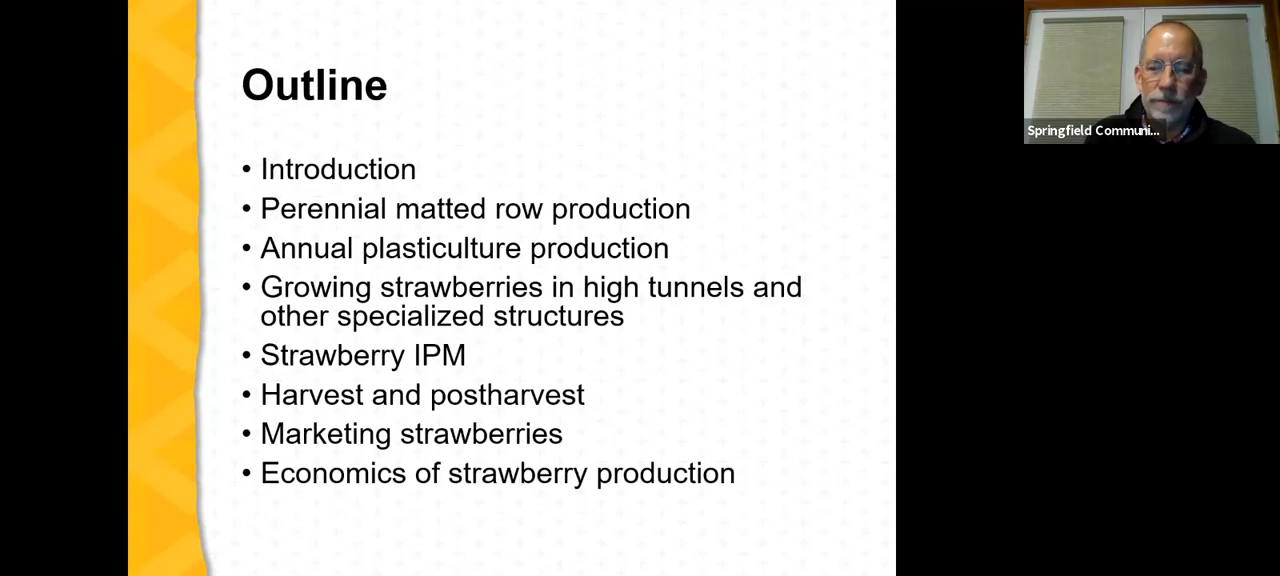 Outline
• Introduction
• Perennial matted row production
• Annual plasticulture production
• Growing strawberries in high tunnels and
other specialized structures
• Strawberry IPM
• Harvest and postharvest
• Marketing strawberries
• Economics of strawberry production
Springfield Communi...